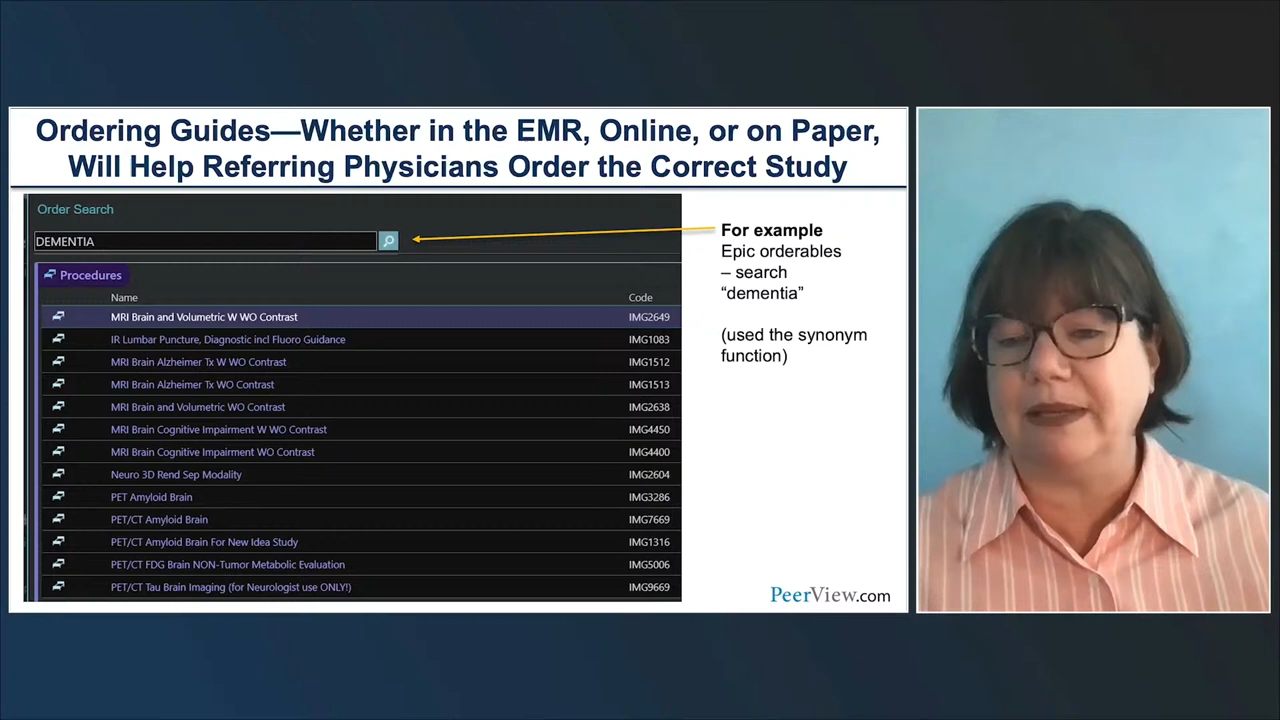 Ordering Guides—Whether in the EMR, Online, or on Paper,
Will Help Referring Physicians Order the Correct Study
Order Search
DEMENTIA
Procedures
Name Code
MRI Brain and Volumetric W WO Contrast IMG2649
IR Lumbar Puncture, Diagnostic incl Fluoro Guidance IMG1083
MRI Brain Alzheimer Tx W WO Contrast IMG1512
MRI Brain Alzheimer Tx WO Contrast IMG1513
MRI Brain and Volumetric WO Contrast IMG2638
MRI Brain Cognitive Impairment W WO Contrast IMG4450
MRI Brain Cognitive Impairment WO Contrast IMG4400
Neuro 3D Rend Sep Modality IMG2604
PET Amyloid Brain IMG3286
PET/CT Amyloid Brain IMG7669
PET/CT Amyloid Brain For New Idea Study IMG1316
PET/CT FDG Brain NON-Tumor Metabolic Evaluation IMG5006
PET/CT Tau Brain Imaging (for Neurologist use ONLY!) IMG9669
For example
Epic orderables
– search
“dementia”
(used the synonym
function)
PeerView.com